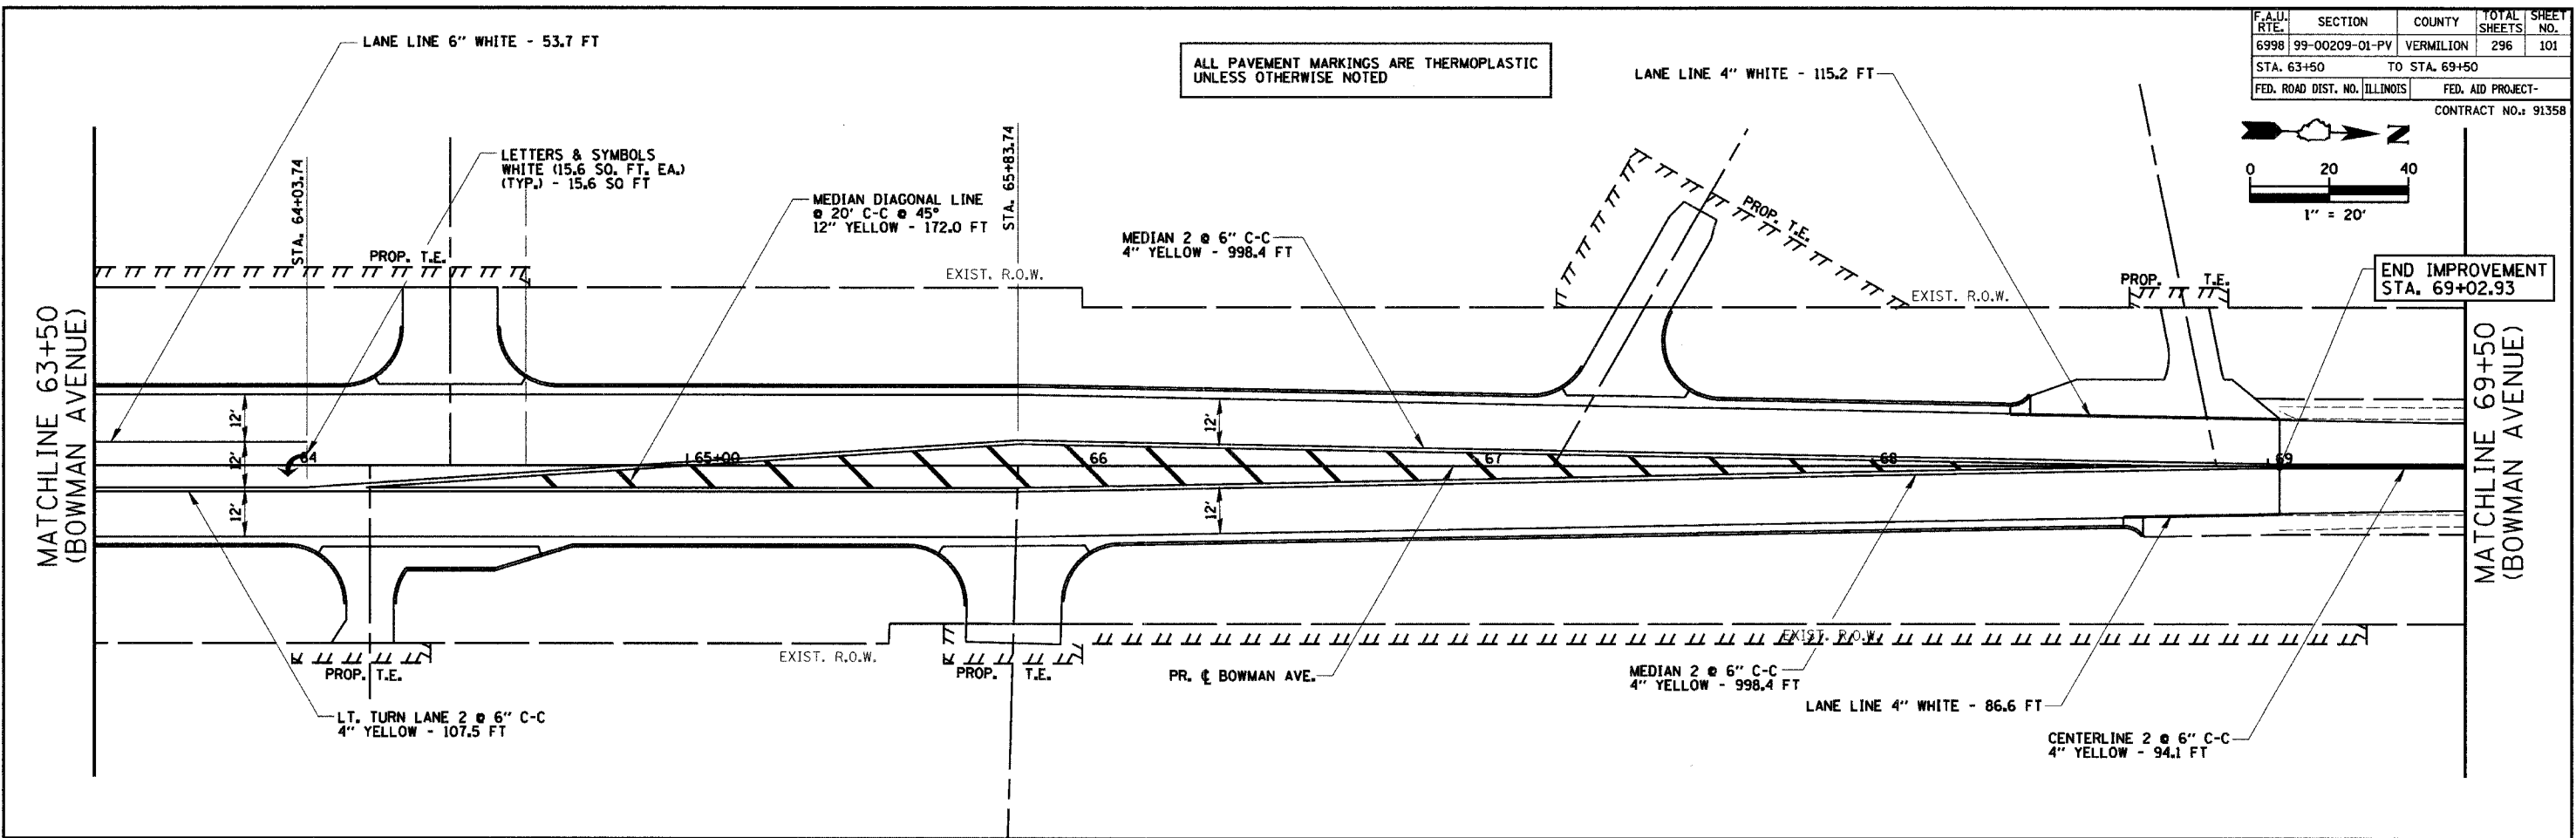 F.A.U. RTE. SECTION COUNTY TOTAL SHEETS SHEET NO.
6998 99-00209-01-PV VERMILION 296 101
STA. 63+50 TO STA. 69+50
FED. ROAD DIST. NO. ILLINOIS FED. AID PROJECT-
CONTRACT NO.: 91358
N
0 20 40
1" = 20'
ALL PAVEMENT MARKINGS ARE THERMOPLASTIC
UNLESS OTHERWISE NOTED
LANE LINE 6" WHITE - 53.7 FT
LANE LINE 4" WHITE - 115.2 FT
STA. 64+03.74
LETTERS & SYMBOLS
WHITE (15.6 SQ. FT. EA.)
(TYP.) - 15.6 SQ FT
MEDIAN DIAGONAL LINE
@ 20' C-C @ 45°
12" YELLOW - 172.0 FT
STA. 65+83.74
MEDIAN 2 @ 6" C-C
4" YELLOW - 998.4 FT
PROP. T.E.
PROP. T.E.
PROP. T.E.
EXIST. R.O.W.
EXIST. R.O.W.
END IMPROVEMENT
STA. 69+02.93
MATCHLINE 63+50
(BOWMAN AVENUE)
12'
12'
12'
12'
12'
64
65+00
66
67
68
69
MATCHLINE 69+50
(BOWMAN AVENUE)
EXIST. R.O.W.
EXIST. R.O.W.
PROP. T.E.
PROP. T.E.
PR. ℄ BOWMAN AVE.
MEDIAN 2 @ 6" C-C
4" YELLOW - 998.4 FT
LANE LINE 4" WHITE - 86.6 FT
LT. TURN LANE 2 @ 6" C-C
4" YELLOW - 107.5 FT
CENTERLINE 2 @ 6" C-C
4" YELLOW - 94.1 FT